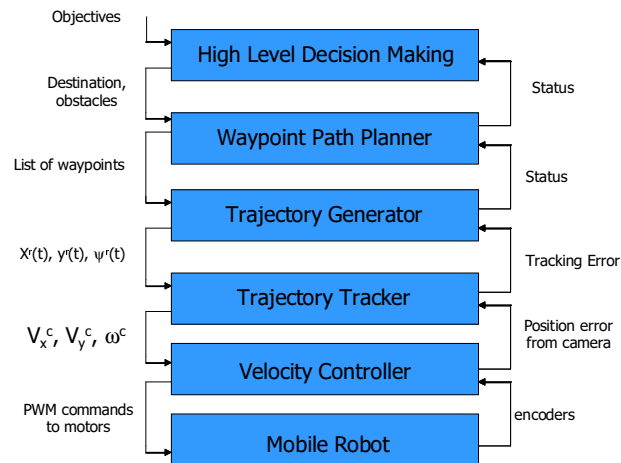 Objectives
High Level Decision Making
Destination,
obstacles
Status
Waypoint Path Planner
List of waypoints
Status
Trajectory Generator
Xʳ(t), yʳ(t), ψʳ(t)
Tracking Error
Trajectory Tracker
Vₓᶜ, Vᵧᶜ, ωᶜ
Position error
from camera
Velocity Controller
PWM commands
to motors
encoders
Mobile Robot